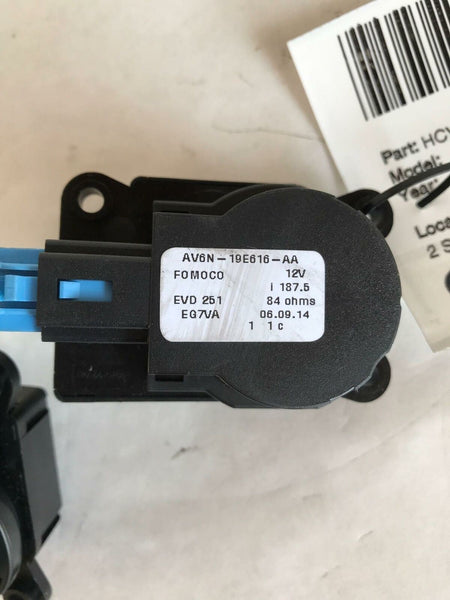 AV6N-19E616-AA
FOMOCO 12V
i 187.5
EVD 251 84 ohms
EG7VA 06.09.14
1 1c
Part:
Model:
Year:
2